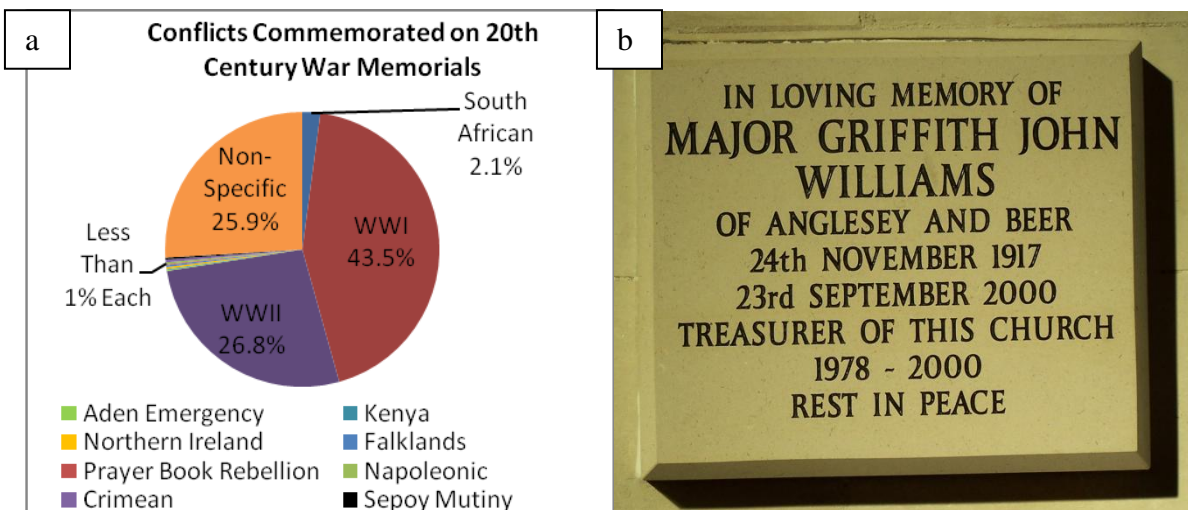 a
Conflicts Commemorated on 20th
Century War Memorials
South
African
2.1%
Non-
Specific
25.9%
WWI
43.5%
Less
Than
1% Each
WWII
26.8%
Aden Emergency
Kenya
Northern Ireland
Falklands
Prayer Book Rebellion
Napoleonic
Crimean
Sepoy Mutiny
b
IN LOVING MEMORY OF
MAJOR GRIFFITH JOHN
WILLIAMS
OF ANGLESEY AND BEER
24th NOVEMBER 1917
23rd SEPTEMBER 2000
TREASURER OF THIS CHURCH
1978 - 2000
REST IN PEACE